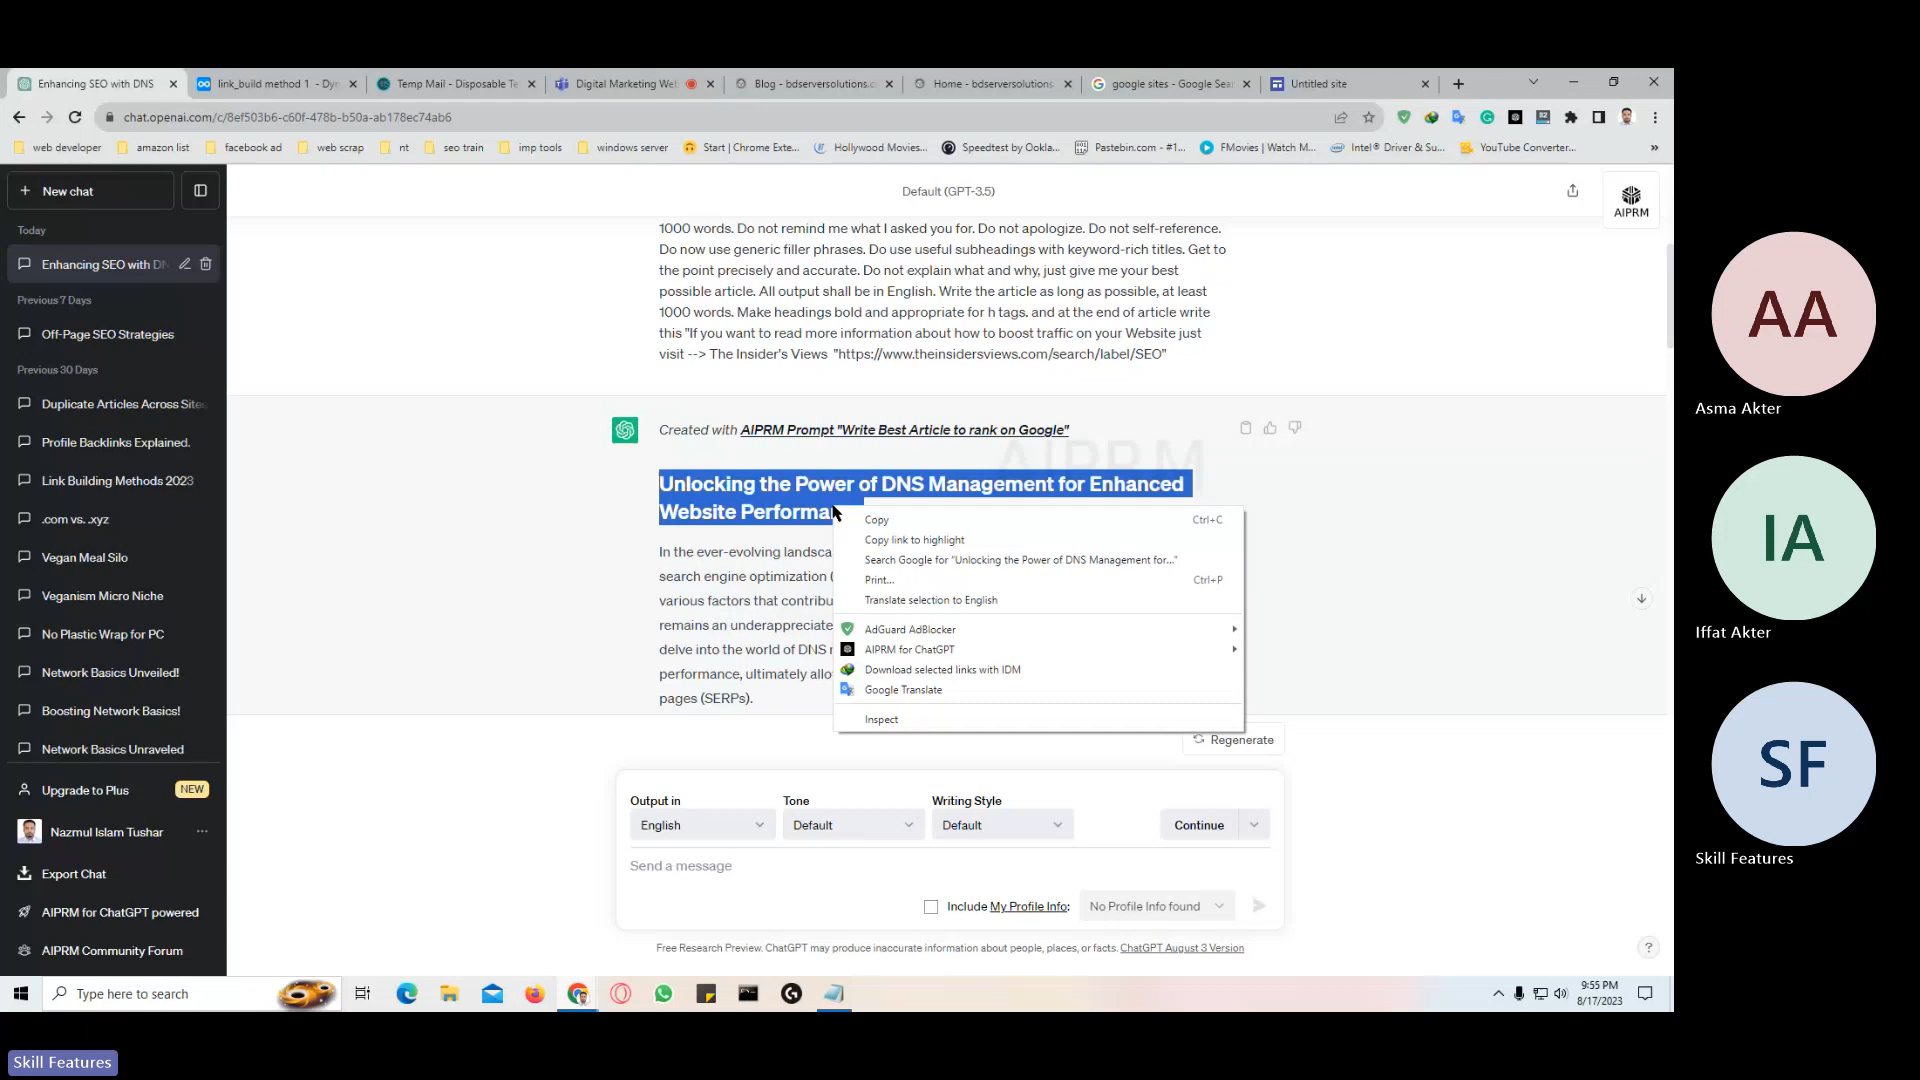 Enhancing SEO with DNS
link_build method 1 - Dyn
Temp Mail - Disposable Te
Digital Marketing Web
Blog - bdserversolutions.c
Home - bdserversolutions.
google sites - Google Sea
Untitled site
chat.openai.com/c/8ef503b6-c60f-478b-b50a-ab178ec74ab6
web developer
amazon list
facebook ad
web scrap
nt
seo train
imp tools
windows server
Start | Chrome Exte...
Hollywood Movies...
Speedtest by Ookla...
Pastebin.com - #1...
FMovies | Watch M...
Intel® Driver & Su...
YouTube Converter...
New chat
Default (GPT-3.5)
AIPRM
Today
Enhancing SEO with DN
Previous 7 Days
Off-Page SEO Strategies
Previous 30 Days
Duplicate Articles Across Sites
Profile Backlinks Explained.
Link Building Methods 2023
.com vs. .xyz
Vegan Meal Silo
Veganism Micro Niche
No Plastic Wrap for PC
Network Basics Unveiled!
Boosting Network Basics!
Network Basics Unraveled
Upgrade to Plus
NEW
Nazmul Islam Tushar
Export Chat
AIPRM for ChatGPT powered
AIPRM Community Forum
1000 words. Do not remind me what I asked you for. Do not apologize. Do not self-reference.
Do now use generic filler phrases. Do use useful subheadings with keyword-rich titles. Get to
the point precisely and accurate. Do not explain what and why, just give me your best
possible article. All output shall be in English. Write the article as long as possible, at least
1000 words. Make headings bold and appropriate for h tags. and at the end of article write
this "If you want to read more information about how to boost traffic on your Website just
visit --> The Insider's Views "https://www.theinsidersviews.com/search/label/SEO"
Created with AIPRM Prompt "Write Best Article to rank on Google"
AIPRM
Unlocking the Power of DNS Management for Enhanced
Website Performa
In the ever-evolving landsca
search engine optimization (
various factors that contribu
remains an underappreciate
delve into the world of DNS
performance, ultimately allo
pages (SERPs).
Copy Ctrl+C
Copy link to highlight
Search Google for "Unlocking the Power of DNS Management for..."
Print... Ctrl+P
Translate selection to English
AdGuard AdBlocker
AIPRM for ChatGPT
Download selected links with IDM
Google Translate
Inspect
Regenerate
Output in
Tone
Writing Style
English
Default
Default
Continue
Send a message
Include My Profile Info:
No Profile Info found
Free Research Preview. ChatGPT may produce inaccurate information about people, places, or facts. ChatGPT August 3 Version
?
Type here to search
9:55 PM
8/17/2023
AA
Asma Akter
IA
Iffat Akter
SF
Skill Features
Skill Features